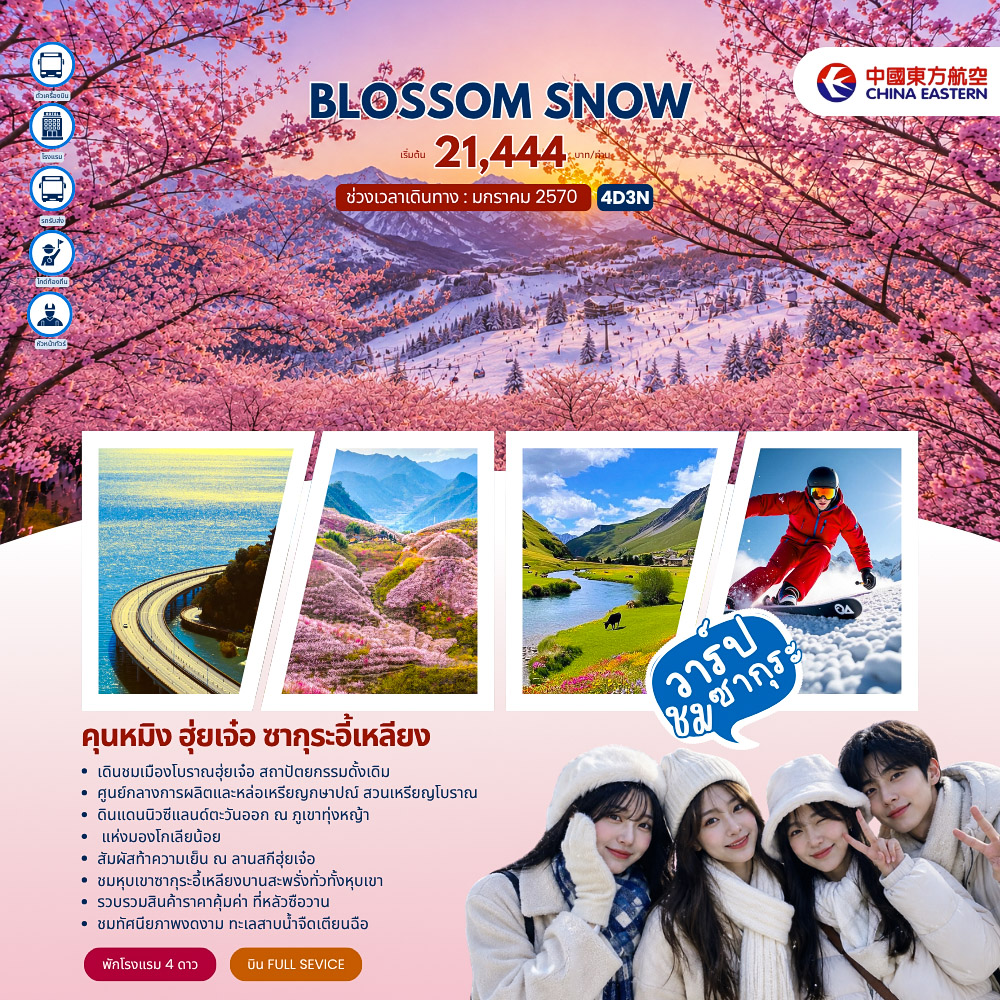 中國東方航空
CHINA EASTERN
BLOSSOM SNOW
เริ่มต้น 21,444 บาท/ท่าน
ช่วงเวลาเดินทาง : มกราคม 2570 4D3N
ตั๋วเครื่องบิน
HOTEL
โรงแรม
รถรับส่ง
ไกด์ท้องถิ่น
หัวหน้าทัวร์
วาร์ป
ชมซากุระ
คุนหมิง ฮุ่ยเจ๋อ ซากุระอี้เหลียง
• เดินชมเมืองโบราณฮุ่ยเจ๋อ สถาปัตยกรรมดั้งเดิม
• ศูนย์กลางการผลิตและหล่อเหรียญกษาปณ์ สวนเหรียญโบราณ
• ดินแดนนิวซีแลนด์ตะวันออก ณ ภูเขาทุ่งหญ้า
• แห่งมองโกเลียน้อย
• สัมผัสท้าความเย็น ณ ลานสกีฮุ่ยเจ๋อ
• ชมหุบเขาซากุระอี้เหลียงบานสะพรั่งทั่วทั้งหุบเขา
• รวบรวมสินค้าราคาคุ้มค่า ที่หลัวซือวาน
• ชมทัศนียภาพงดงาม ทะเลสาบน้ำจืดเตียนฉือ
พักโรงแรม 4 ดาว
บิน FULL SEVICE